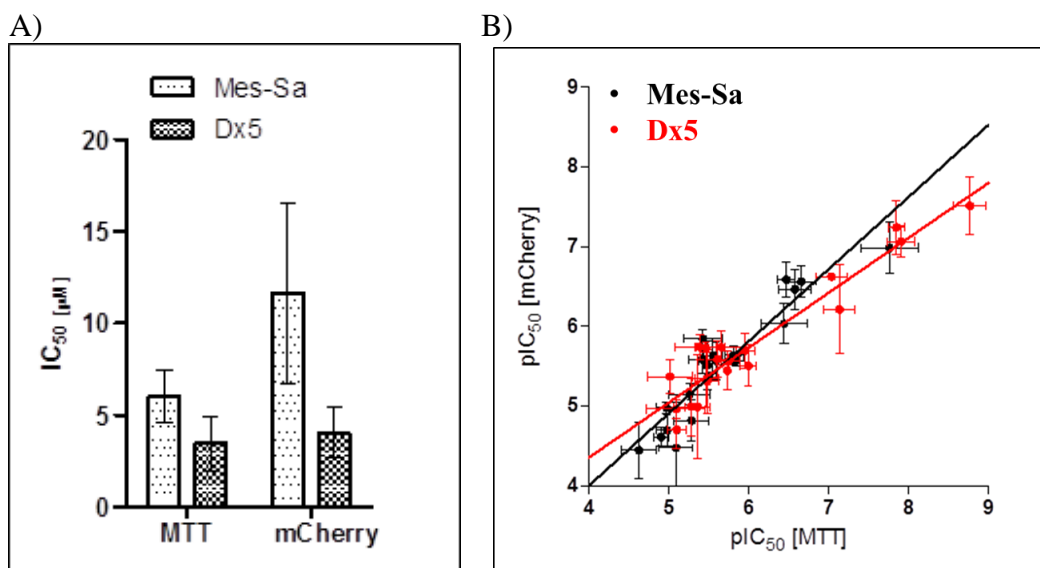 A)
Mes-Sa
Dx5
20
15
10
5
0
IC50 [µM]
MTT mCherry
B)
Mes-Sa
Dx5
9
8
7
6
5
4
pIC50 [mCherry]
4 5 6 7 8 9
pIC50 [MTT]